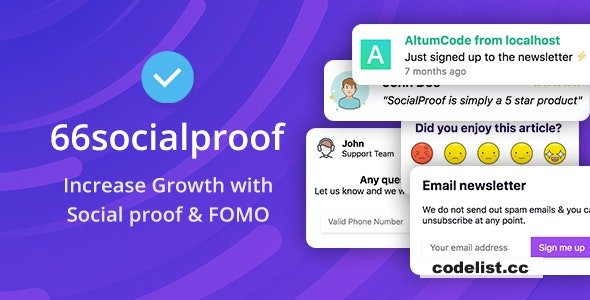 66socialproof
Increase Growth with
Social proof & FOMO
A
AltumCode from localhost
Just signed up to the newsletter ⚡
7 months ago
John Doe
"SocialProof is simply a 5 star product"
John
Support Team
Any
Let us know and we
Valid Phone Number
Did you enjoy this article?
Email newsletter
We do not send out spam emails & you
unsubscribe at any point.
Your email address
Sign me up
codelist.cc